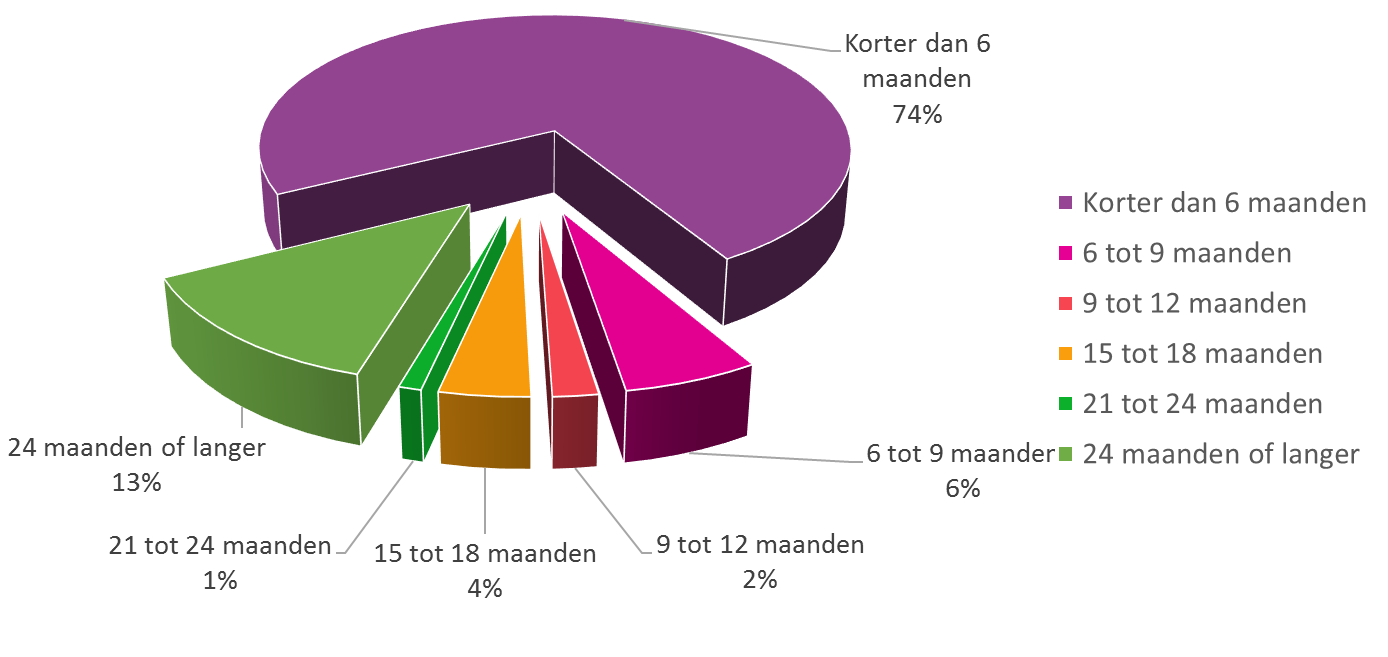 Korter dan 6
maanden
74%
Korter dan 6 maanden
6 tot 9 maanden
9 tot 12 maanden
15 tot 18 maanden
21 tot 24 maanden
24 maanden of langer
24 maanden of langer
13%
6 tot 9 maander
6%
21 tot 24 maanden
1%
15 tot 18 maanden
4%
9 tot 12 maanden
2%